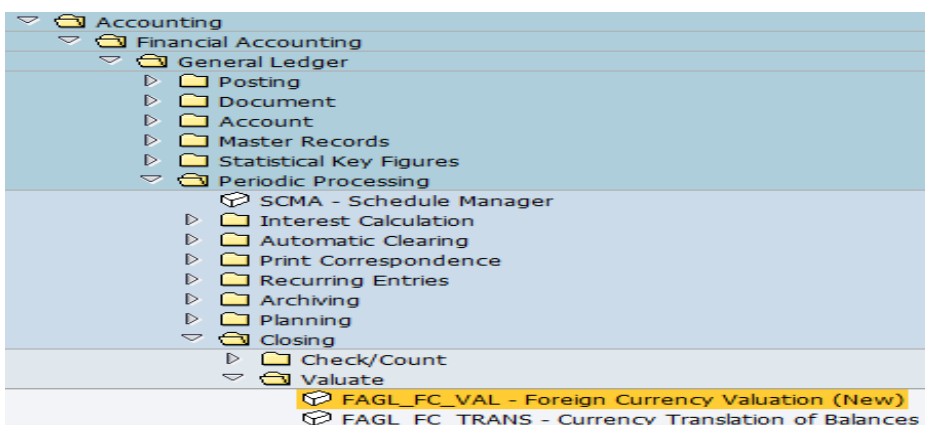 Accounting
Financial Accounting
General Ledger
Posting
Document
Account
Master Records
Statistical Key Figures
Periodic Processing
SCMA - Schedule Manager
Interest Calculation
Automatic Clearing
Print Correspondence
Recurring Entries
Archiving
Planning
Closing
Check/Count
Valuate
FAGL_FC_VAL - Foreign Currency Valuation (New)
FAGL_FC_TRANS - Currency Translation of Balances